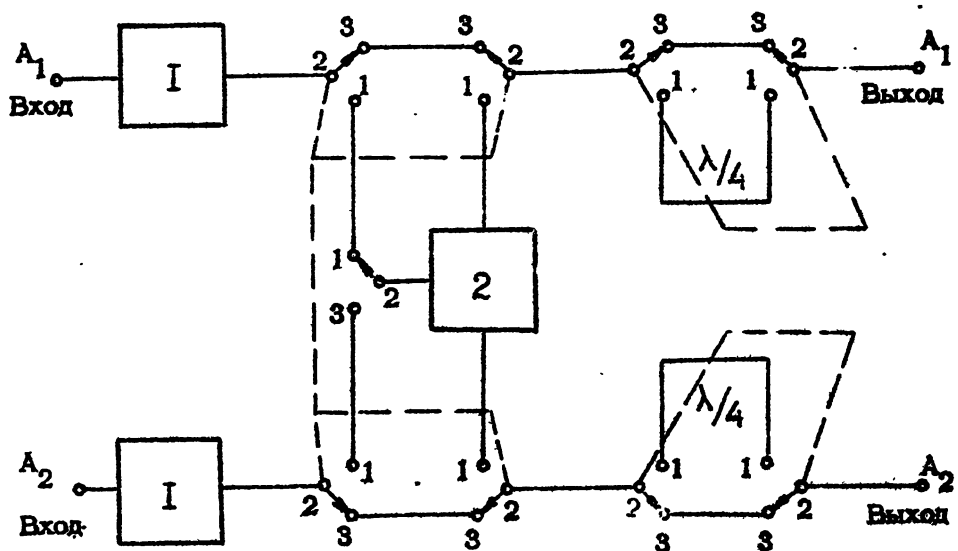 3 3 3 3
A₁ 2 2 2 2 A₁
I
Вход 1 1 1 1 Выход
λ/4
1
2 2
3
λ/4
A₂ 1 1 1 1 A₂
I
2 2 2 2
Вход Выход
3 3 3 3